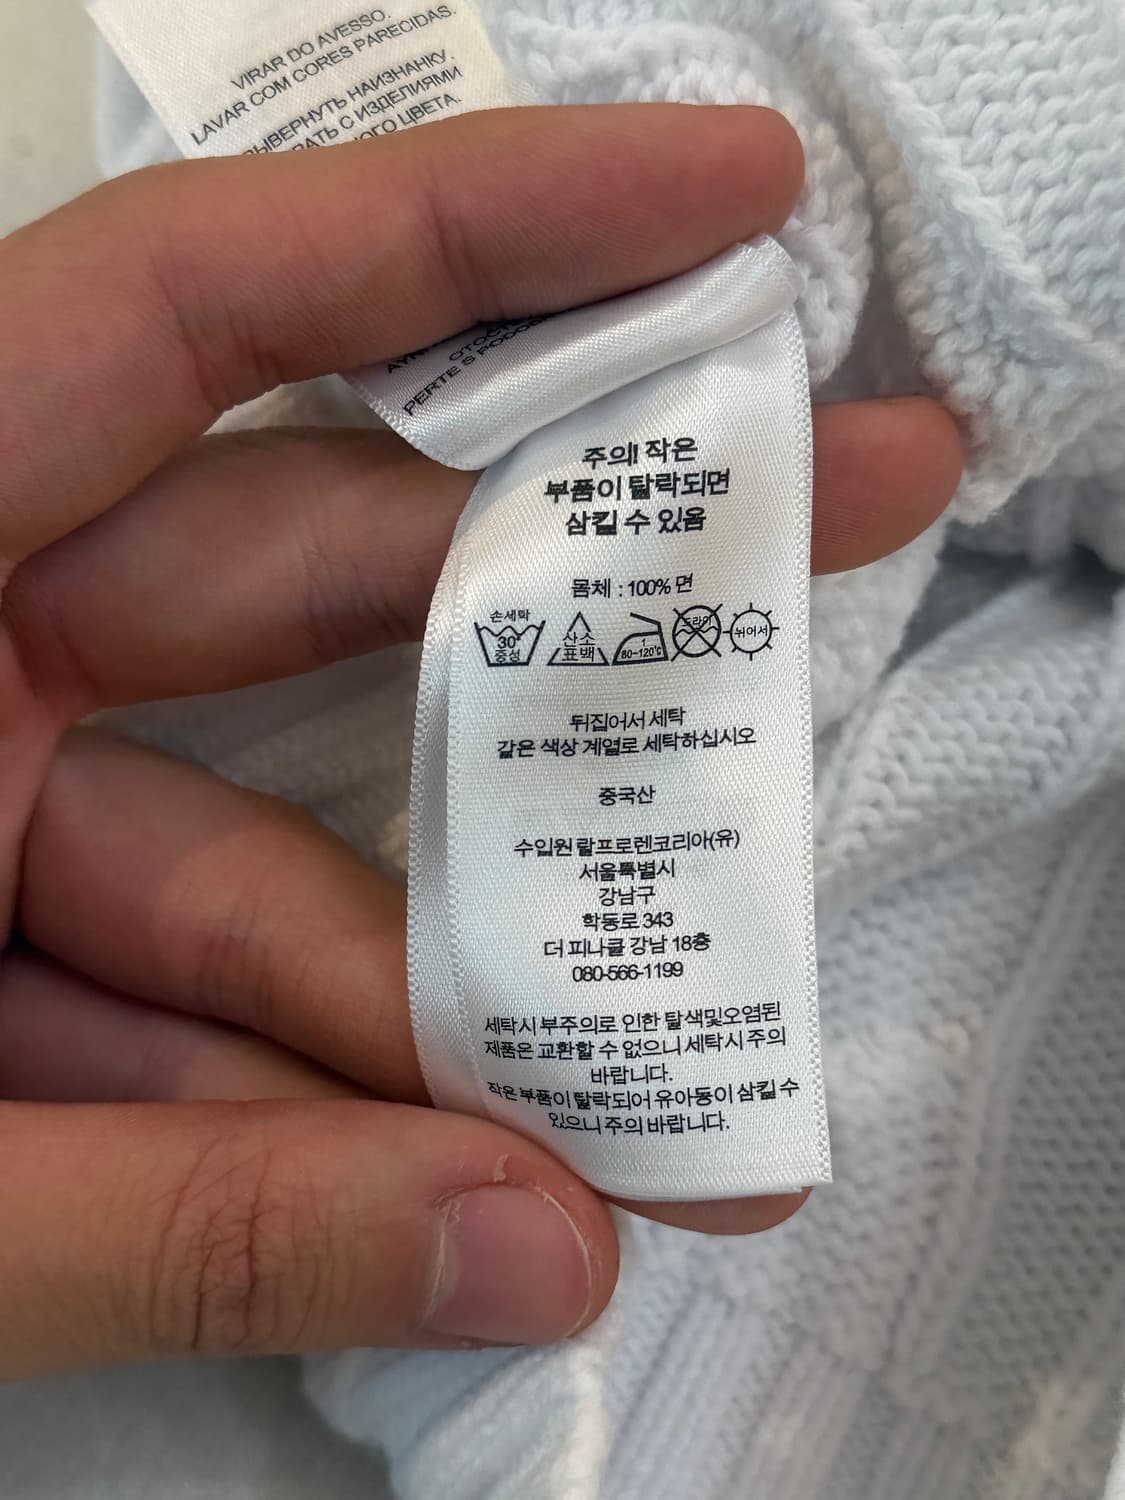 VIRAR DO AVESSO.
LAVAR COM CORES PARECIDAS.
ВЫВЕРНУТЬ НАИЗНАНКУ.
С ИЗДЕЛИЯМИ
ЦВЕТА.
PERTE S
주의! 작은
부품이 탈락되면
삼킬 수 있음
몸체 : 100% 면
손세탁
30°
중성
산소
표백
1
80~120℃
드라이
뉘어서
뒤집어서 세탁
같은 색상 계열로 세탁하십시오
중국산
수입원 랄프로렌코리아(유)
서울특별시
강남구
학동로 343
더 피나클 강남 18층
080-566-1199
세탁시 부주의로 인한 탈색및오염된
제품은 교환할 수 없으니 세탁시 주의
바랍니다.
작은 부품이 탈락되어 유아동이 삼킬 수
있으니 주의 바랍니다.